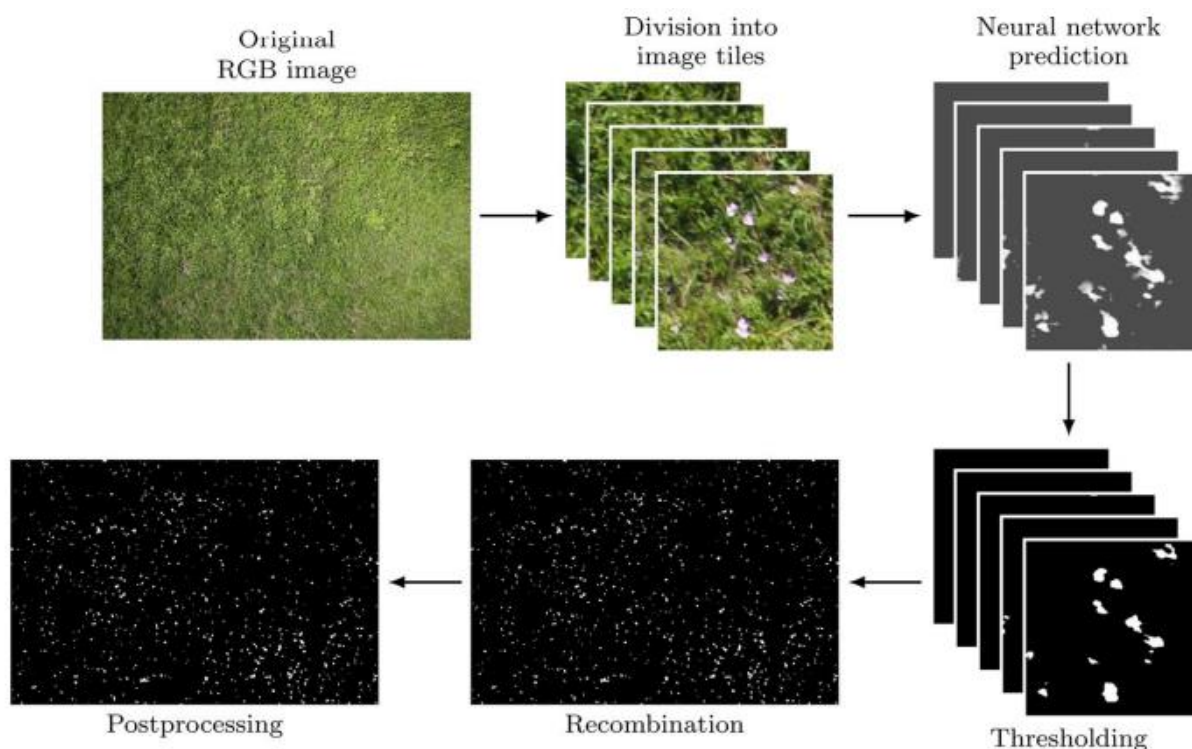 Original
RGB image
Division into
image tiles
Neural network
prediction
Thresholding
Recombination
Postprocessing